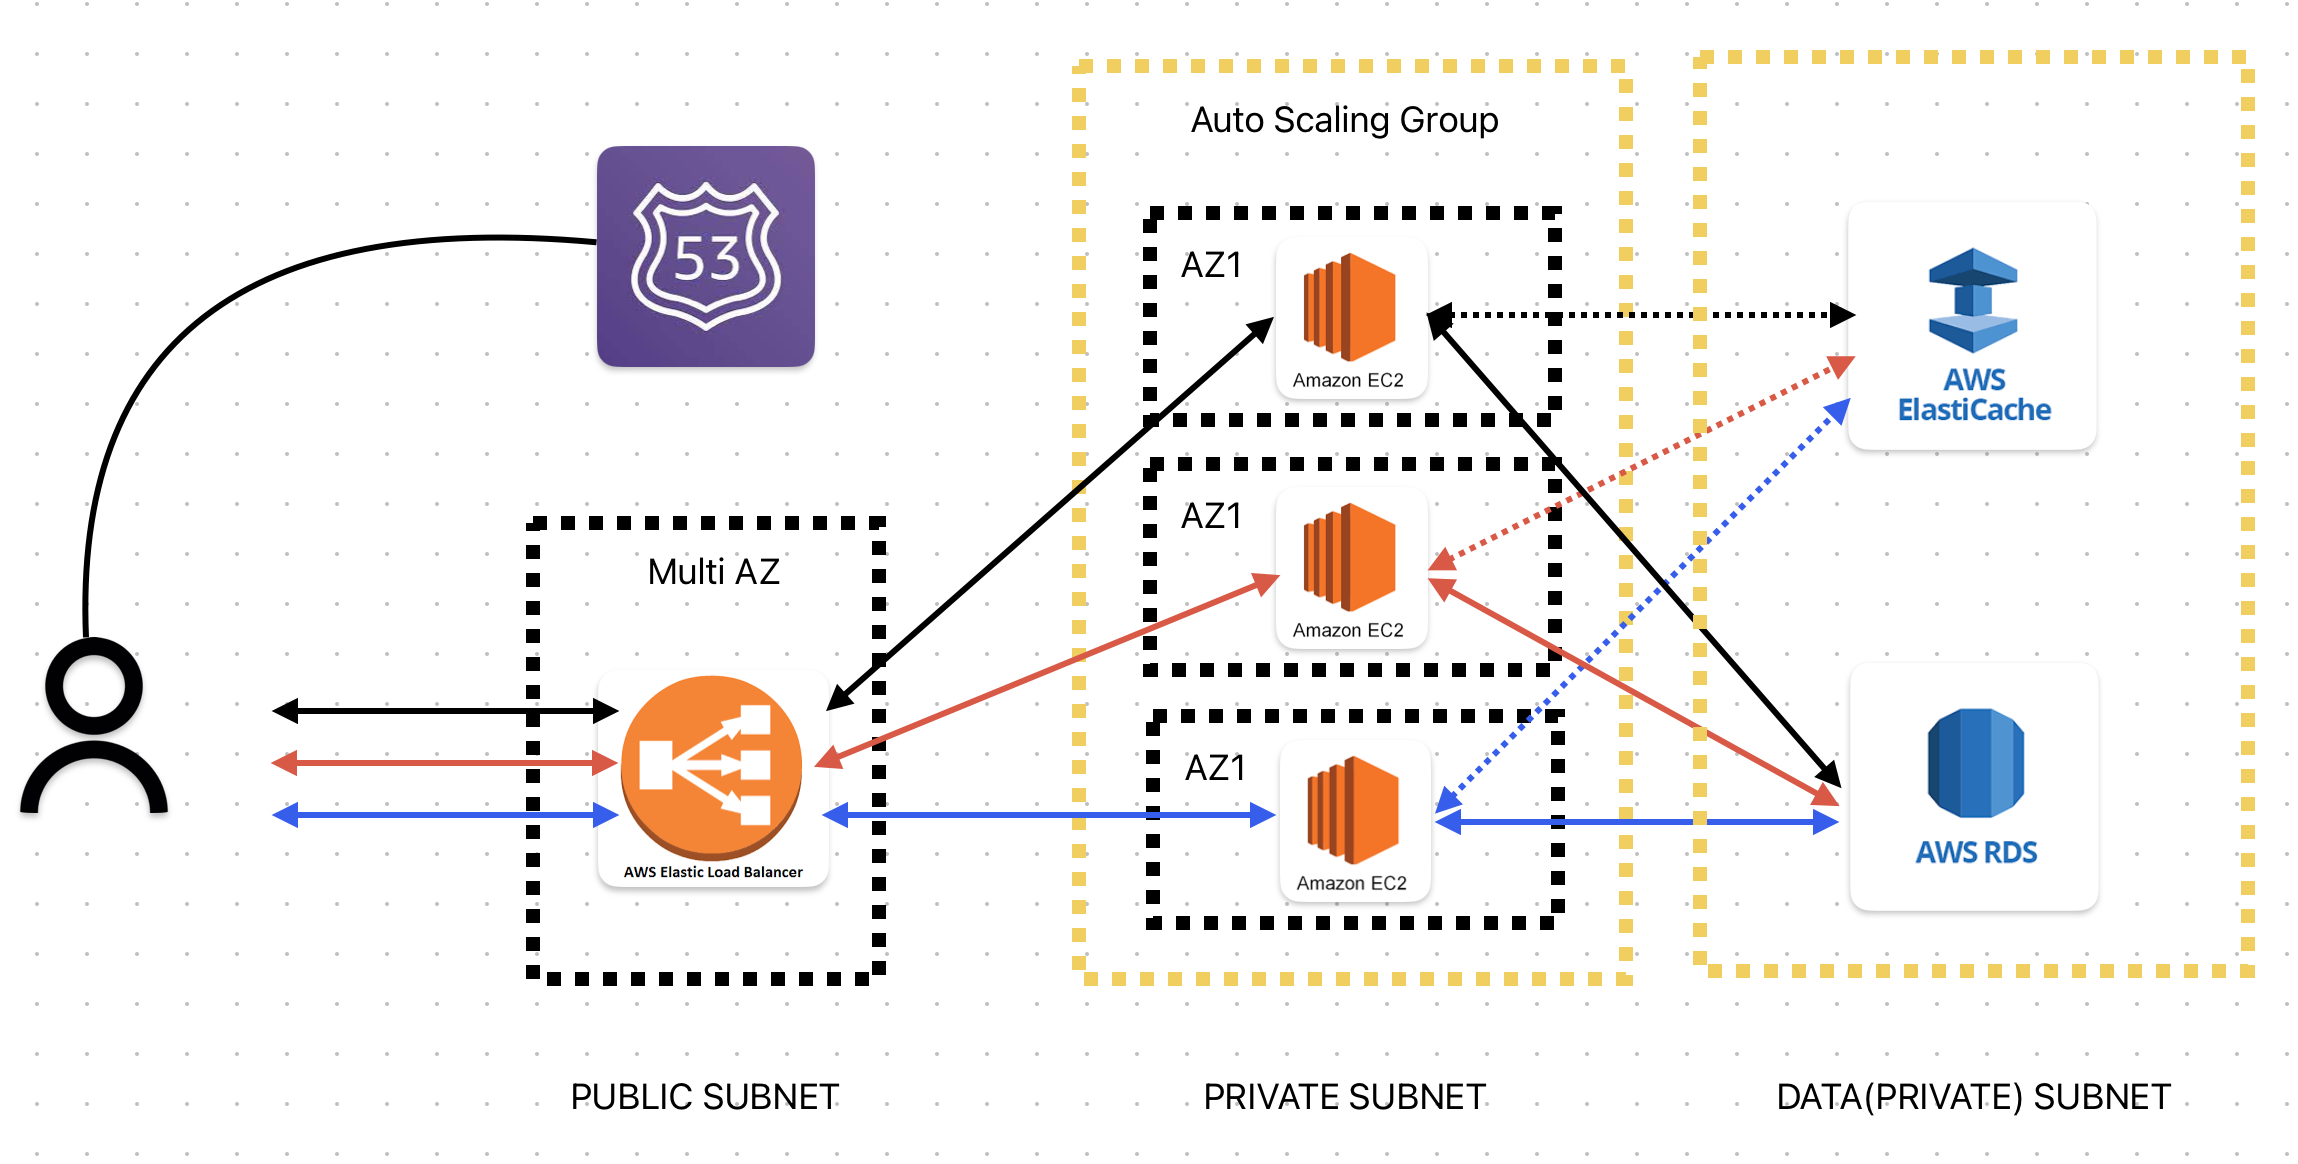 Auto Scaling Group
53
AZ1
Amazon EC2
AWS
ElastiCache
AZ1
Amazon EC2
Multi AZ
AWS Elastic Load Balancer
AZ1
Amazon EC2
AWS RDS
PUBLIC SUBNET
PRIVATE SUBNET
DATA(PRIVATE) SUBNET